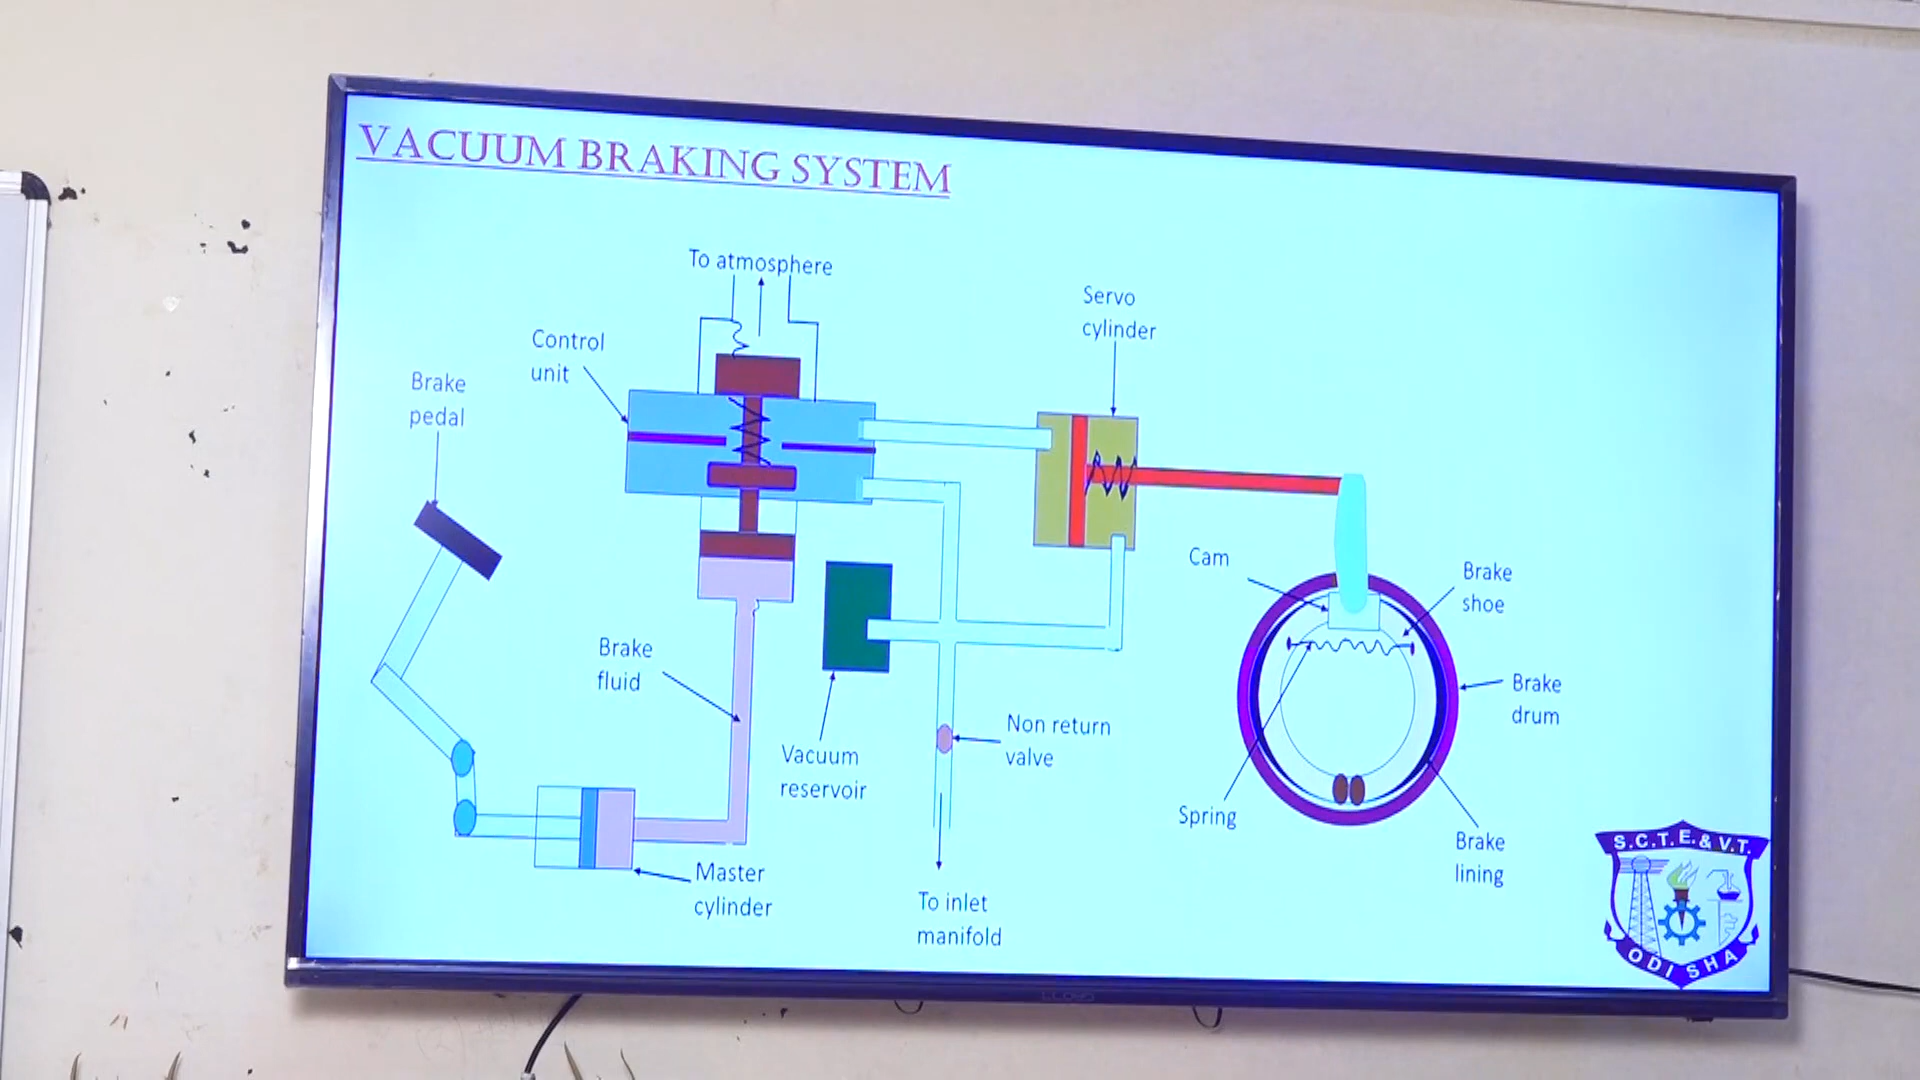 VACUUM BRAKING SYSTEM
To atmosphere
Servo
cylinder
Control
unit
Brake
pedal
Cam
Brake
shoe
Brake
fluid
Brake
drum
Non return
valve
Vacuum
reservoir
Spring
Brake
lining
Master
cylinder
To inlet
manifold
S.C.T.E.& V.T.
ODISHA